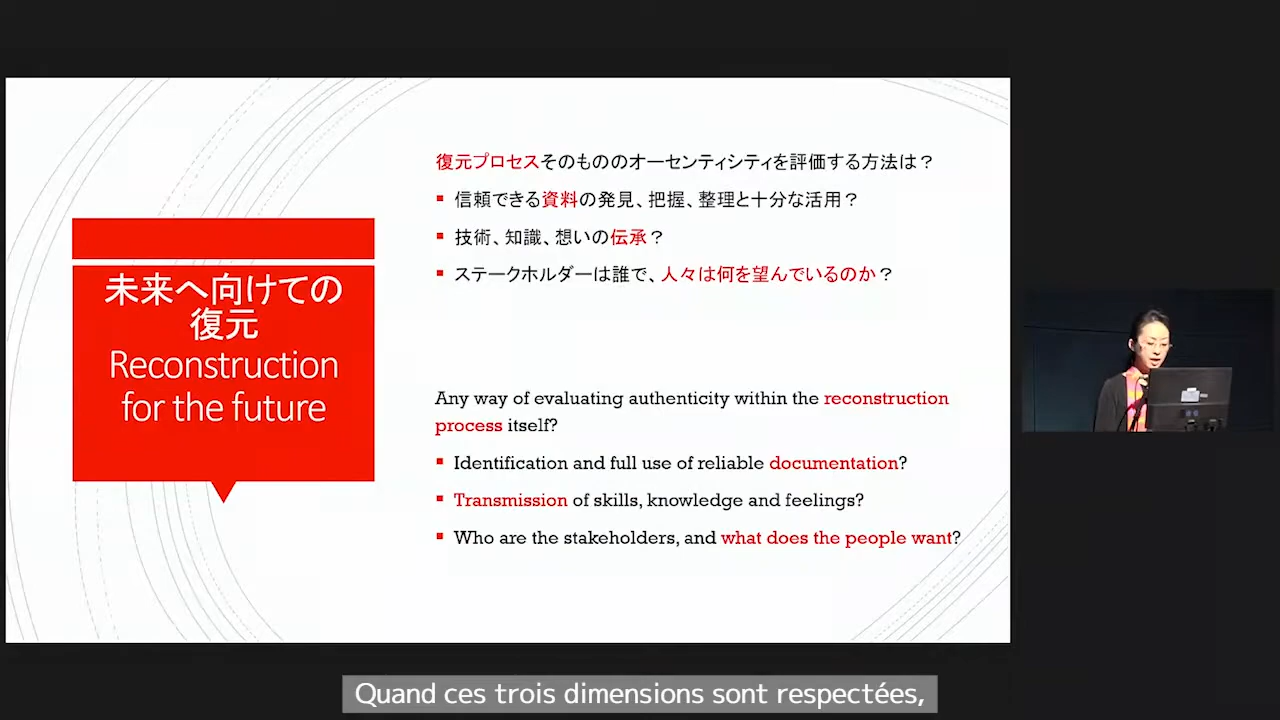 未来へ向けての
復元
Reconstruction
for the future
復元プロセスそのもののオーセンティシティを評価する方法は？
信頼できる資料の発見、把握、整理と十分な活用？
技術、知識、想いの伝承？
ステークホルダーは誰で、人々は何を望んでいるのか？
Any way of evaluating authenticity within the reconstruction
process itself?
Identification and full use of reliable documentation?
Transmission of skills, knowledge and feelings?
Who are the stakeholders, and what does the people want?
Quand ces trois dimensions sont respectées,